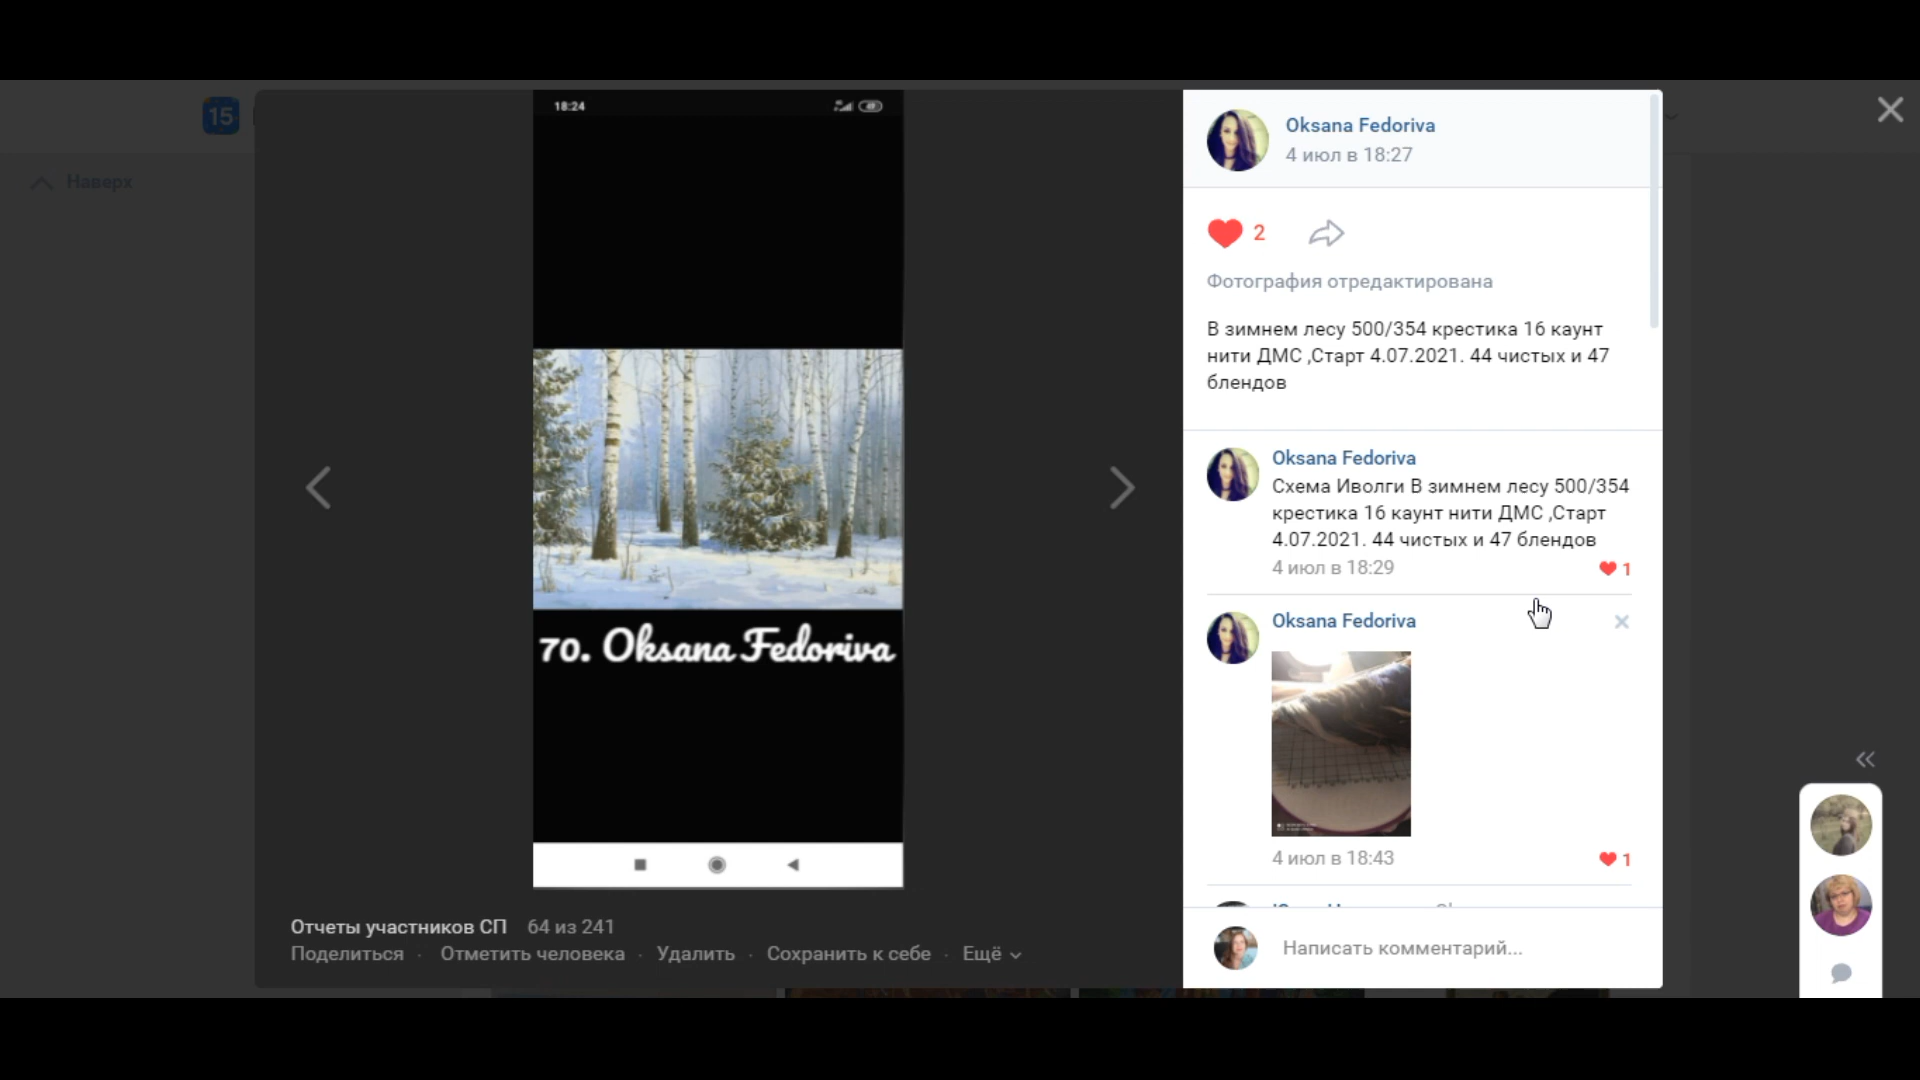 15
Наверх
18:24
70. Oksana Fedoriva
Отчеты участников СП 64 из 241
Поделиться · Отметить человека · Удалить · Сохранить к себе · Ещё
Oksana Fedoriva
4 июл в 18:27
2
Фотография отредактирована
В зимнем лесу 500/354 крестика 16 каунт
нити ДМС ,Старт 4.07.2021. 44 чистых и 47
блендов
Oksana Fedoriva
Схема Иволги В зимнем лесу 500/354
крестика 16 каунт нити ДМС ,Старт
4.07.2021. 44 чистых и 47 блендов
4 июл в 18:29
1
Oksana Fedoriva
4 июл в 18:43
1
Написать комментарий...